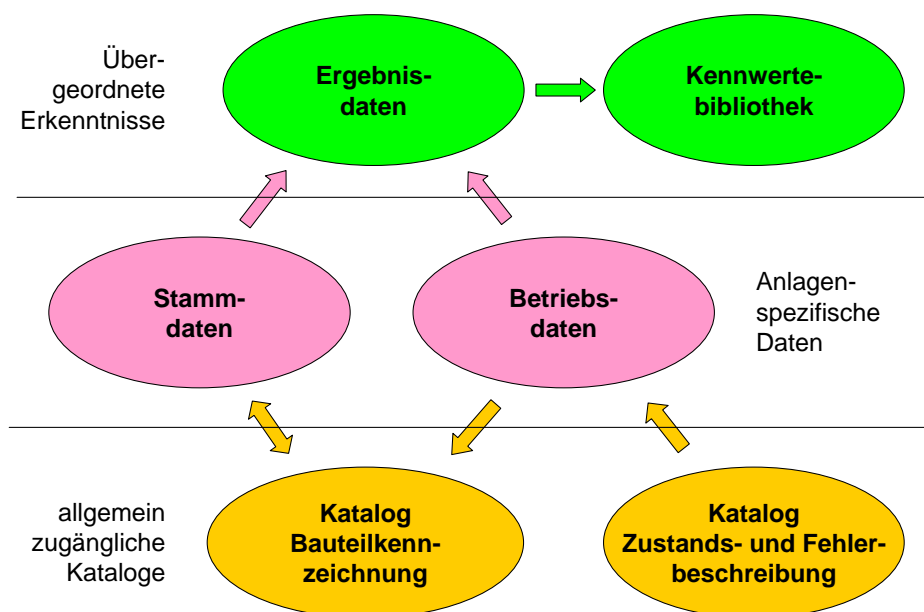 Über-
geordnete
Erkenntnisse
Ergebnis-
daten
Kennwerte-
bibliothek
Stamm-
daten
Betriebs-
daten
Anlagen-
spezifische
Daten
allgemein
zugängliche
Kataloge
Katalog
Bauteilkenn-
zeichnung
Katalog
Zustands- und Fehler-
beschreibung